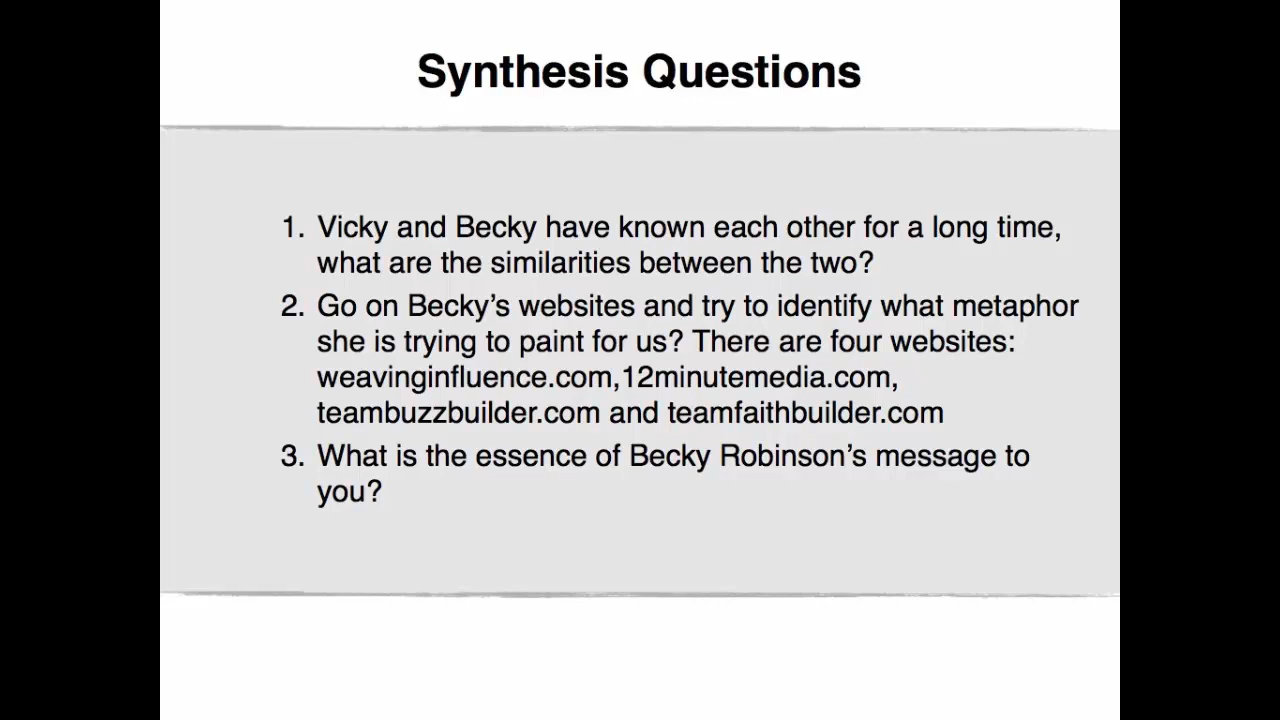 Synthesis Questions
1. Vicky and Becky have known each other for a long time,
what are the similarities between the two?
2. Go on Becky’s websites and try to identify what metaphor
she is trying to paint for us? There are four websites:
weavinginfluence.com,12minutemedia.com,
teambuzzbuilder.com and teamfaithbuilder.com
3. What is the essence of Becky Robinson’s message to
you?